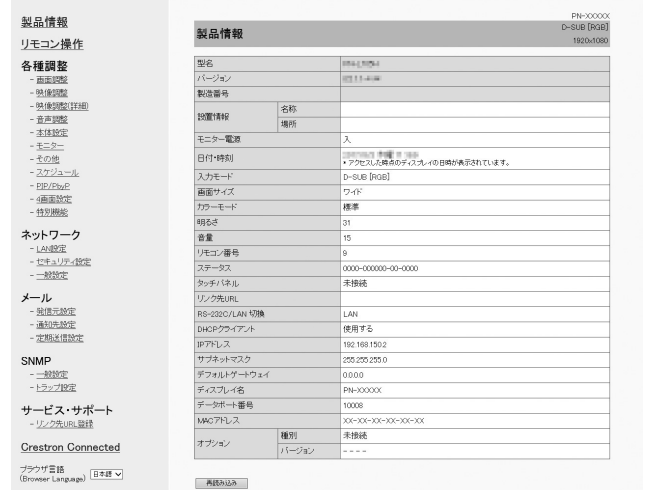 製品情報
リモコン操作
各種調整
- 画面調整
- 映像調整
- 映像調整(詳細)
- 音声調整
- 本体設定
- モニター
- その他
- スケジュール
- PIP/PbyP
- 4画面設定
- 特別機能
ネットワーク
- LAN設定
- セキュリティ設定
- 一般設定
メール
- 発信元設定
- 通知先設定
- 定期送信設定
SNMP
- 一般設定
- トラップ設定
サービス・サポート
- リンク先URL登録
Crestron Connected
ブラウザ言語
(Browser Language) 日本語
PN-XXXXX
製品情報 D-SUB [RGB]
1920x1080
型名
バージョン
製造番号
設置情報 名称
場所
モニター電源 入
日付・時刻
• アクセスした時点のディスプレイの日時が表示されています。
入力モード D-SUB [RGB]
画面サイズ ワイド
カラーモード 標準
明るさ 31
音量 15
リモコン番号 9
ステータス 0000-000000-00-0000
タッチパネル 未接続
リンク先URL
RS-232C/LAN 切換 LAN
DHCPクライアント 使用する
IPアドレス 192.168.150.2
サブネットマスク 255.255.255.0
デフォルトゲートウェイ 0.0.0.0
ディスプレイ名 PN-XXXXX
データポート番号 10008
MACアドレス XX-XX-XX-XX-XX-XX
オプション 種別 未接続
バージョン ----
再読み込み